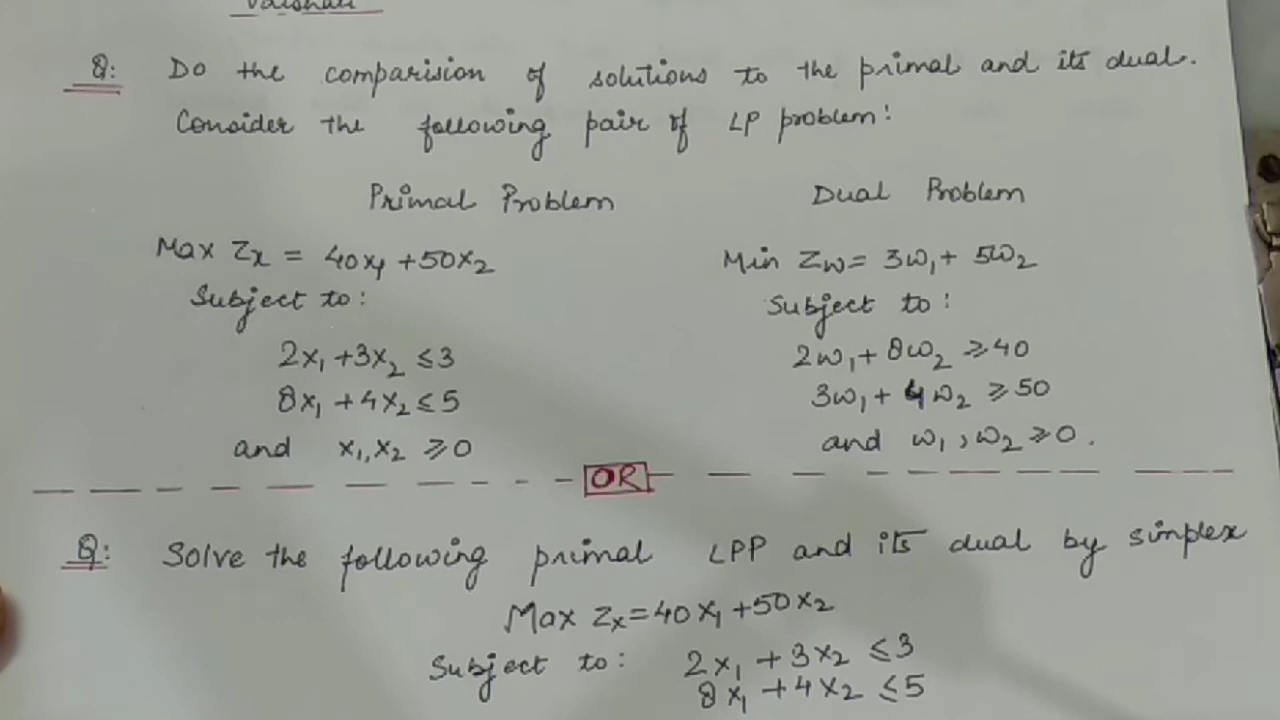 Q: Do the comparision of solutions to the primal and its dual.
Consider the following pair of LP problem:
Primal Problem Dual Problem
Max Zx = 40x1 + 50x2 Min Zw = 3w1 + 5w2
Subject to: Subject to:
2x1 + 3x2 ≤ 3 2w1 + 8w2 ≥ 40
8x1 + 4x2 ≤ 5 3w1 + 4w2 ≥ 50
and x1, x2 ≥ 0 and w1, w2 ≥ 0.
OR
Q: Solve the following primal LPP and its dual by simplex
Max Zx = 40x1 + 50x2
Subject to: 2x1 + 3x2 ≤ 3
8x1 + 4x2 ≤ 5